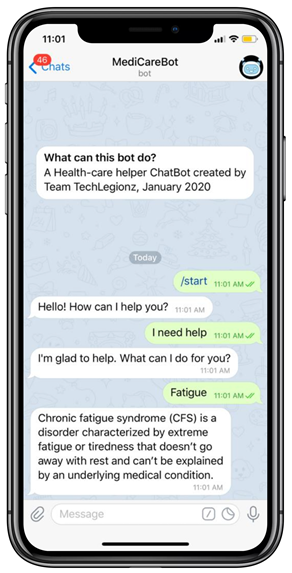 11:01
46
Chats
MediCareBot
bot
What can this bot do?
A Health-care helper ChatBot created by
Team TechLegionz, January 2020
Today
/start 11:01 AM
Hello! How can I help you? 11:01 AM
I need help 11:01 AM
I'm glad to help. What can I do for you?
11:01 AM
Fatigue 11:01 AM
Chronic fatigue syndrome (CFS) is a
disorder characterized by extreme
fatigue or tiredness that doesn't go
away with rest and can't be explained
by an underlying medical condition.
11:01 AM
Message